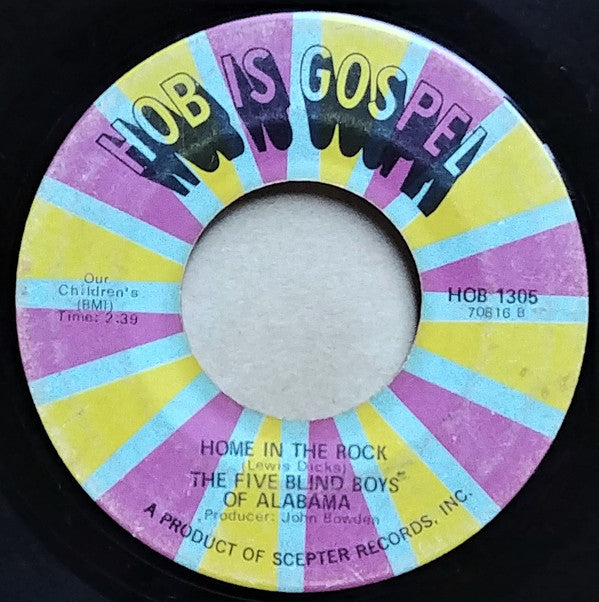 HOB IS GOSPEL
Our
Children's
(BMI)
Time: 2:39
HOB 1305
70816 B
HOME IN THE ROCK
(Lewis Dicks)
THE FIVE BLIND BOYS
OF ALABAMA
Producer: John Bowden
A PRODUCT OF SCEPTER RECORDS, INC.